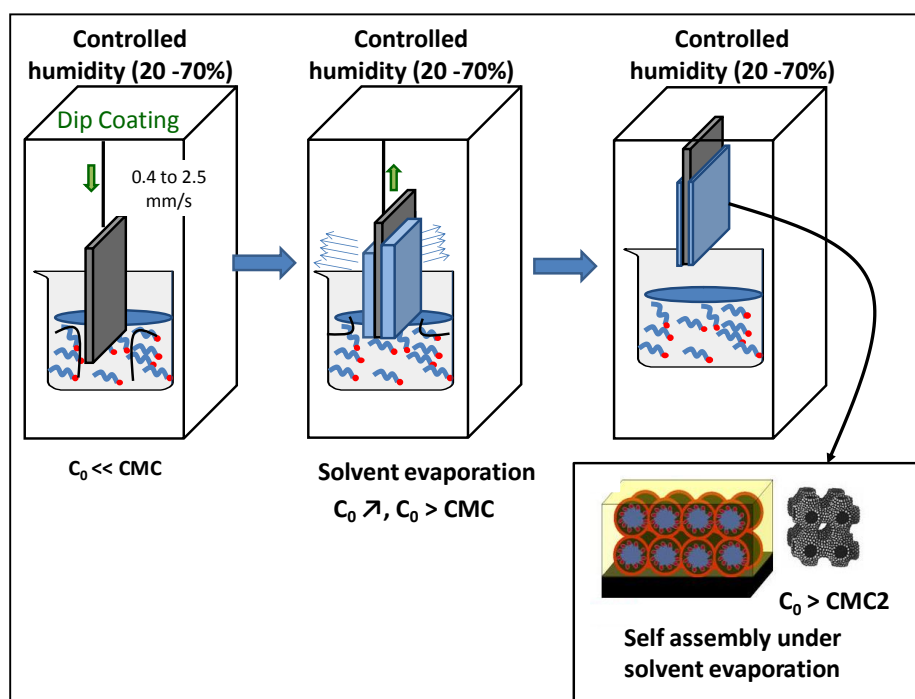 Controlled
humidity (20 -70%)
Dip Coating
0.4 to 2.5
mm/s
C₀ << CMC
Controlled
humidity (20 -70%)
Solvent evaporation
C₀ ↗, C₀ > CMC
Controlled
humidity (20 -70%)
C₀ > CMC2
Self assembly under
solvent evaporation